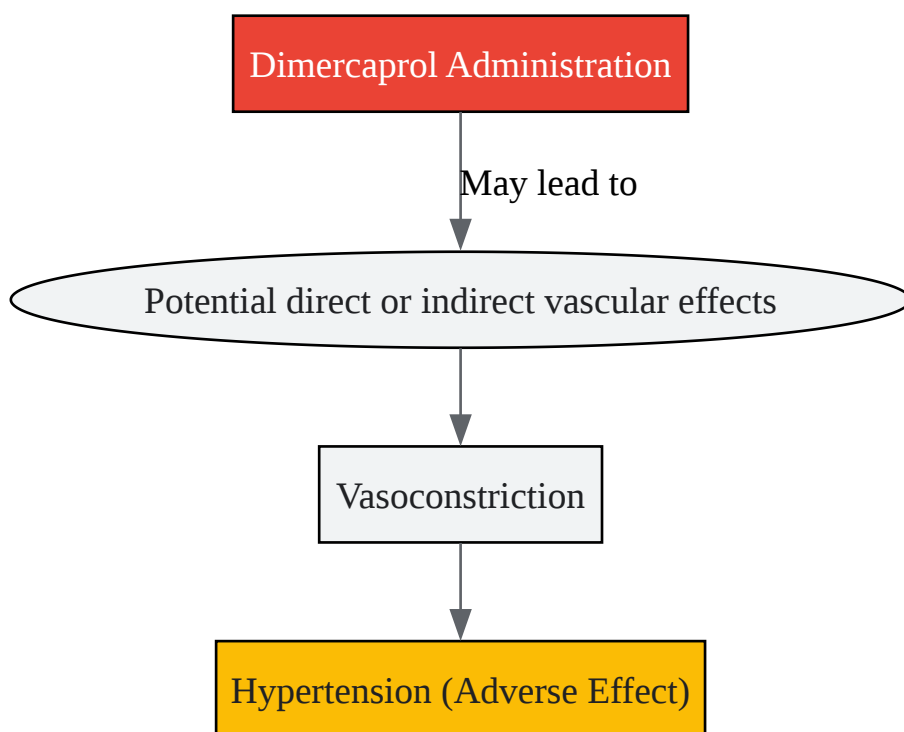 Dimercaprol Administration
May lead to
Potential direct or indirect vascular effects
Vasoconstriction
Hypertension (Adverse Effect)